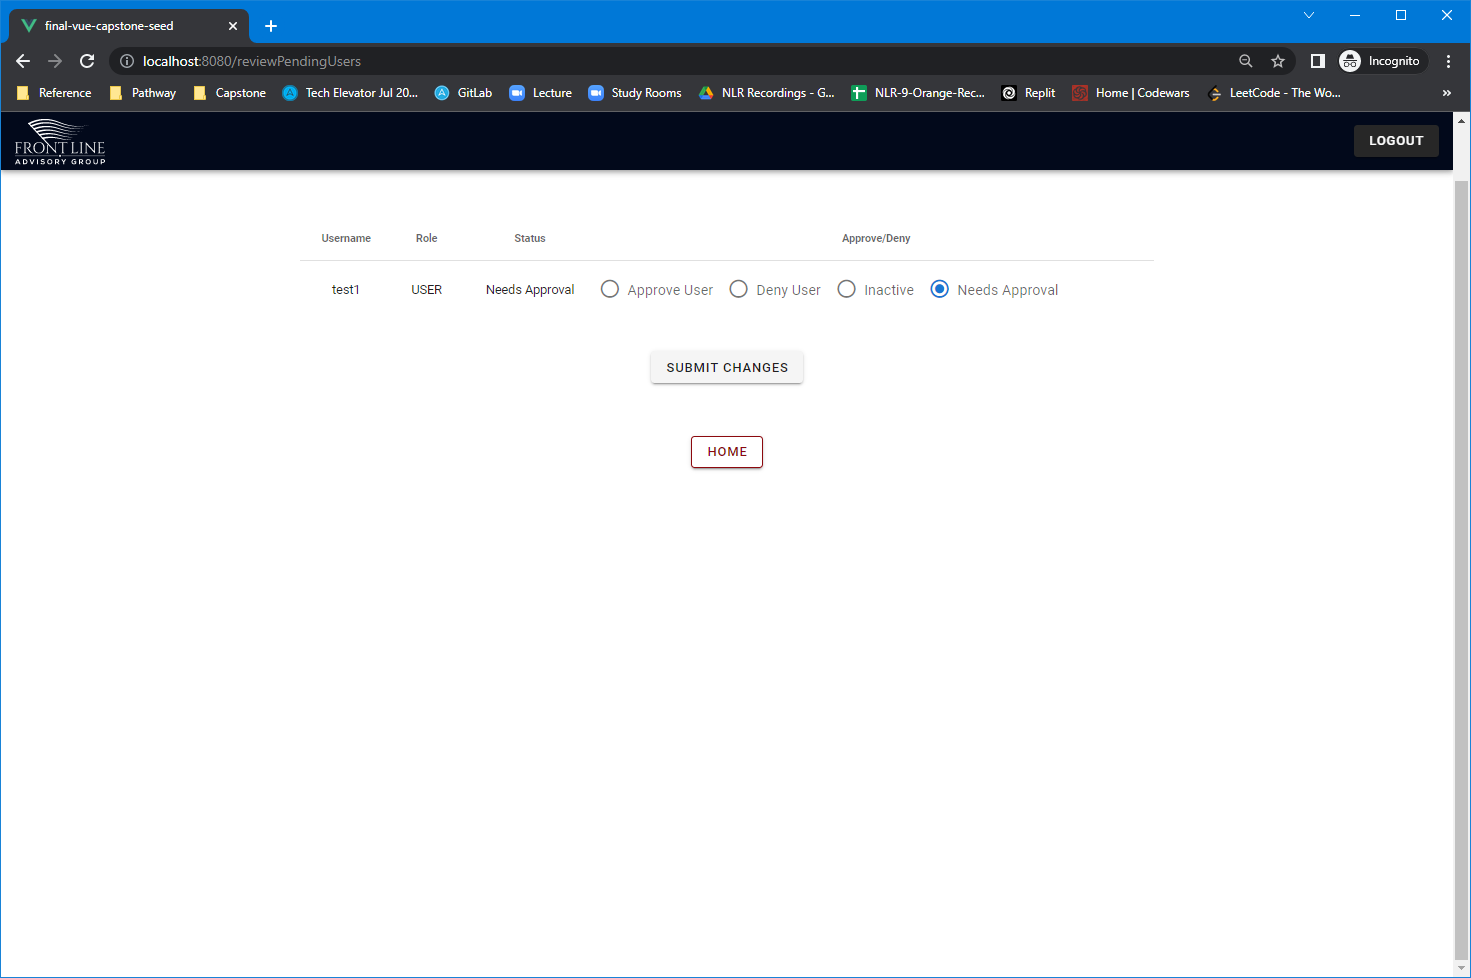 final-vue-capstone-seed
localhost:8080/reviewPendingUsers
Incognito
Reference Pathway Capstone Tech Elevator Jul 20... GitLab Lecture Study Rooms NLR Recordings - G... NLR-9-Orange-Rec... Replit Home | Codewars LeetCode - The Wo...
FRONT LINE
ADVISORY GROUP
LOGOUT
Username Role Status Approve/Deny
test1 USER Needs Approval Approve User Deny User Inactive Needs Approval
SUBMIT CHANGES
HOME